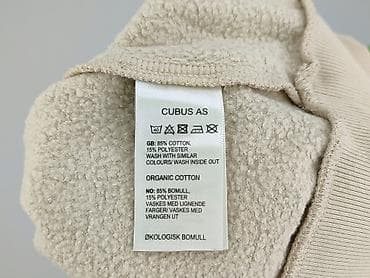 CUBUS AS
GB: 85% COTTON,
15% POLYESTER
WASH WITH SIMILAR
COLOURS/ WASH INSIDE OUT
ORGANIC COTTON
NO: 85% BOMULL,
15% POLYESTER
VASKES MED LIGNENDE
FARGER/ VASKES MED
VRANGEN UT
ØKOLOGISK BOMULL